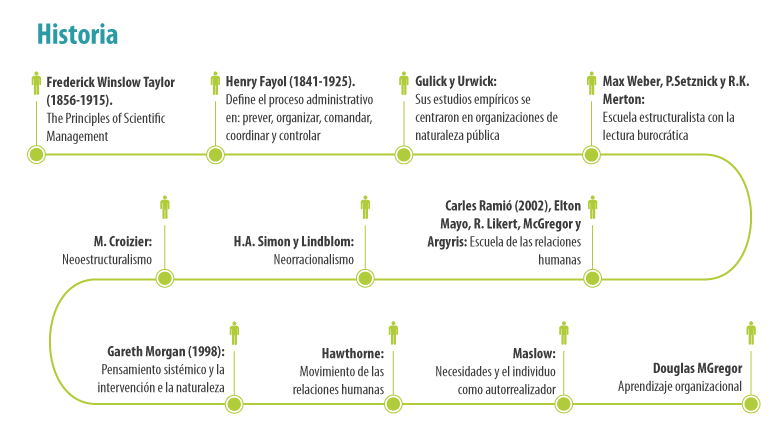 Historia
Frederick Winslow Taylor
(1856-1915).
The Principles of Scientific
Management
Henry Fayol (1841-1925).
Define el proceso administrativo
en: prever, organizar, comandar,
coordinar y controlar
Gulick y Urwick:
Sus estudios empíricos se
centraron en organizaciones de
naturaleza pública
Max Weber, P.Setznick y R.K.
Merton:
Escuela estructuralista con la
lectura burocrática
Carles Ramió (2002), Elton
Mayo, R. Likert, McGregor y
Argyris: Escuela de las relaciones
humanas
H.A. Simon y Lindblom:
Neorracionalismo
M. Croizier:
Neoestructuralismo
Gareth Morgan (1998):
Pensamiento sistémico y la
intervención e la naturaleza
Hawthorne:
Movimiento de las
relaciones humanas
Maslow:
Necesidades y el individuo
como autorrealizador
Douglas MGregor
Aprendizaje organizacional